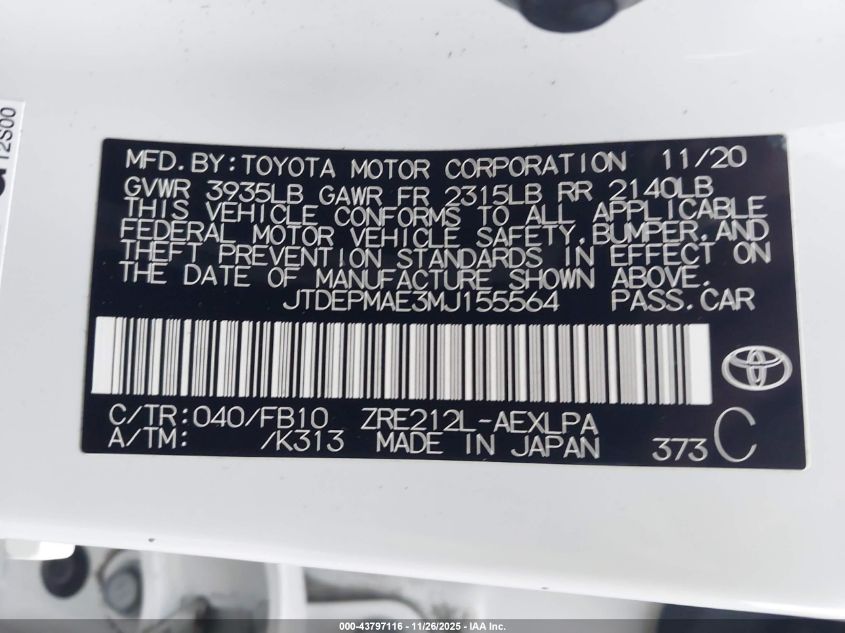 12S00
MFD.BY:TOYOTA MOTOR CORPORATION 11/20
GVWR 3935LB GAWR FR 2315LB RR 2140LB
THIS VEHICLE CONFORMS TO ALL APPLICABLE
FEDERAL MOTOR VEHICLE SAFETY,BUMPER,AND
THEFT PREVENTION STANDARDS IN EFFECT ON
THE DATE OF MANUFACTURE SHOWN ABOVE.
JTDEPMAE3MJ155564 PASS.CAR
C/TR:040/FB10 ZRE212L-AEXLPA
A/TM: /K313 MADE IN JAPAN 373 C
000-43797116 - 11/26/2025 - IAA Inc.